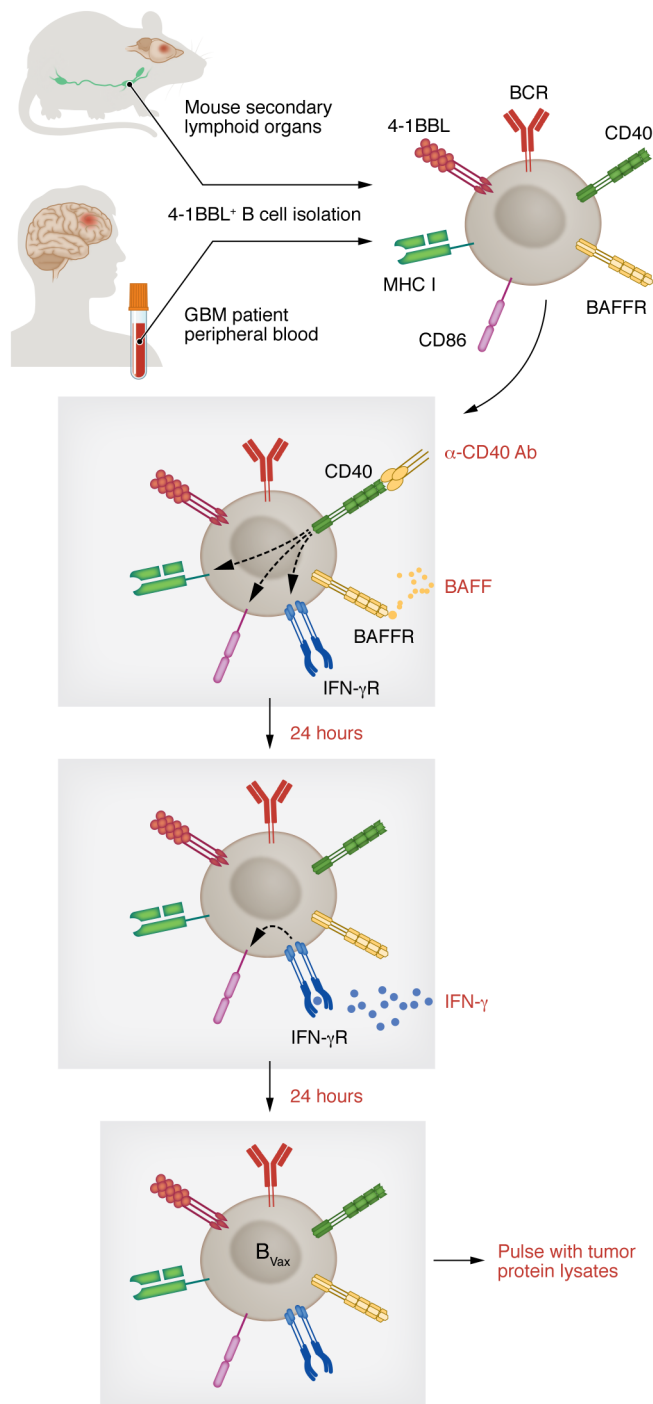 Mouse secondary
lymphoid organs
4-1BBL⁺ B cell isolation
GBM patient
peripheral blood
BCR
4-1BBL
CD40
MHC I
BAFFR
CD86
CD40
α-CD40 Ab
BAFF
BAFFR
IFN-γR
24 hours
IFN-γ
IFN-γR
24 hours
BVax
Pulse with tumor
protein lysates